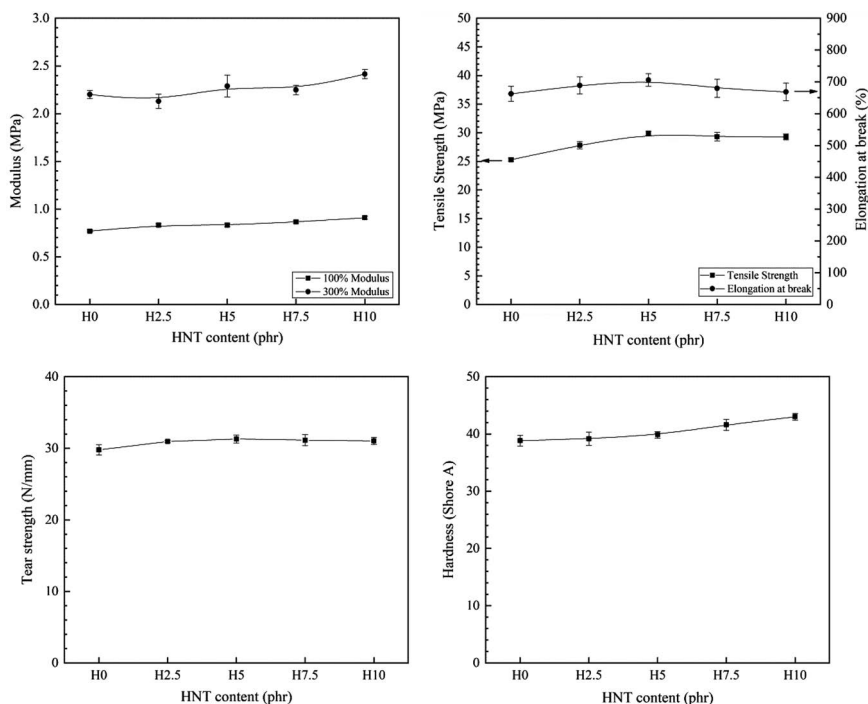 3.0
2.5
2.0
1.5
1.0
0.5
0.0
Modulus (MPa)
100% Modulus
300% Modulus
H0 H2.5 H5 H7.5 H10
HNT content (phr)
50
45
40
35
30
25
20
15
10
5
0
Tensile Strength (MPa)
900
800
700
600
500
400
300
200
100
0
Elongation at break (%)
Tensile Strength
Elongation at break
H0 H2.5 H5 H7.5 H10
HNT content (phr)
40
30
20
10
0
Tear strength (N/mm)
H0 H2.5 H5 H7.5 H10
HNT content (phr)
50
40
30
20
10
0
Hardness (Shore A)
H0 H2.5 H5 H7.5 H10
HNT content (phr)